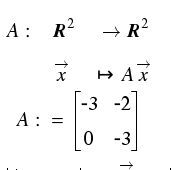 A : R² → R²
x⃗ ↦ A x⃗
A : = [-3 -2
0 -3]